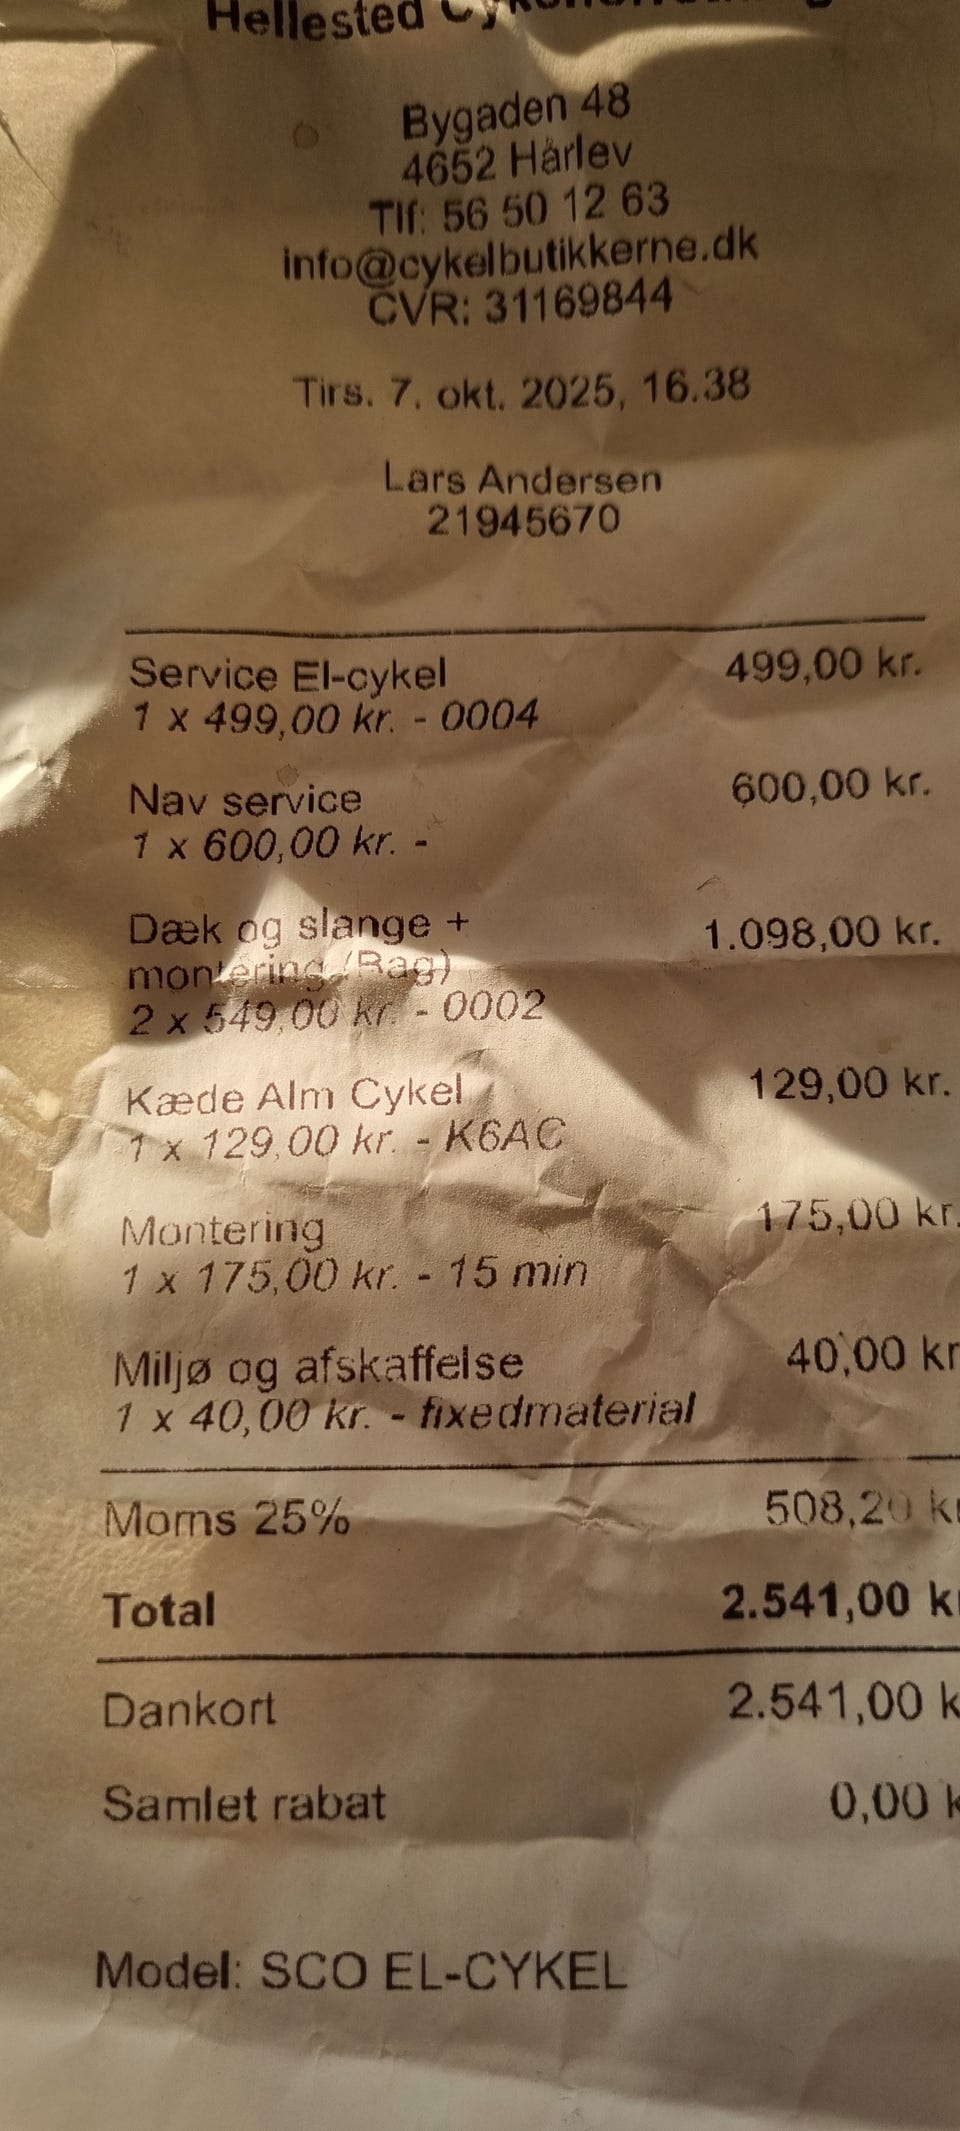 Hellested
Bygaden 48
4652 Hårlev
Tlf: 56 50 12 63
info@cykelbutikkerne.dk
CVR: 31169844
Tirs. 7. okt. 2025, 16.38
Lars Andersen
21945670
Service El-cykel 499,00 kr.
1 x 499,00 kr. - 0004
Nav service 600,00 kr.
1 x 600,00 kr. -
Dæk og slange + 1.098,00 kr.
montering (Bag)
2 x 549,00 kr. - 0002
Kæde Alm Cykel 129,00 kr.
1 x 129,00 kr. - K6AC
Montering 175,00 kr.
1 x 175,00 kr. - 15 min
Miljø og afskaffelse 40,00 kr
1 x 40,00 kr. - fixedmaterial
Moms 25% 508,20 kr
Total 2.541,00 kr
Dankort 2.541,00 k
Samlet rabat 0,00 k
Model: SCO EL-CYKEL